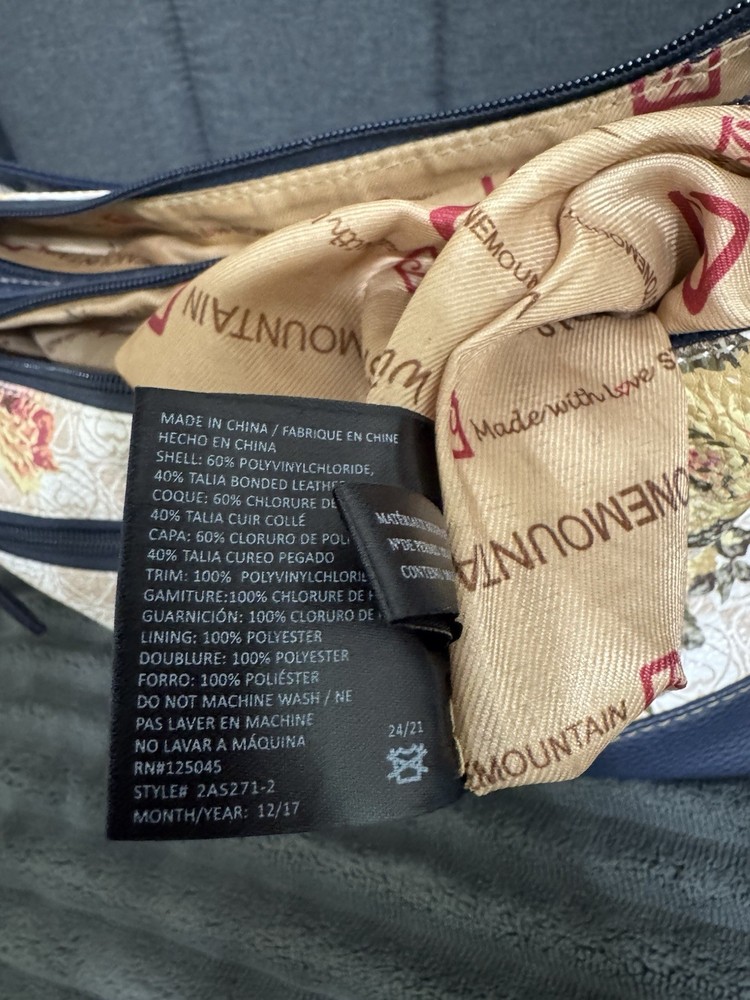 MADE IN CHINA / FABRIQUE EN CHINE
HECHO EN CHINA
SHELL: 60% POLYVINYLCHLORIDE,
40% TALIA BONDED LEATHER
COQUE: 60% CHLORURE DE
40% TALIA CUIR COLLÉ
CAPA: 60% CLORURO DE
40% TALIA CUREO PEGADO
TRIM: 100% POLYVINYLCHLORIDE
GAMITURE:100% CHLORURE DE
GUARNICIÓN: 100% CLORURO DE
LINING: 100% POLYESTER
DOUBLURE: 100% POLYESTER
FORRO: 100% POLIÉSTER
DO NOT MACHINE WASH / NE
PAS LAVER EN MACHINE
NO LAVAR A MÁQUINA
RN#125045
STYLE# 2AS271-2
MONTH/YEAR: 12/17
24/21
Nº DE
MOUNTAIN
MOUNTAIN
Made with Love
MOUNTAIN